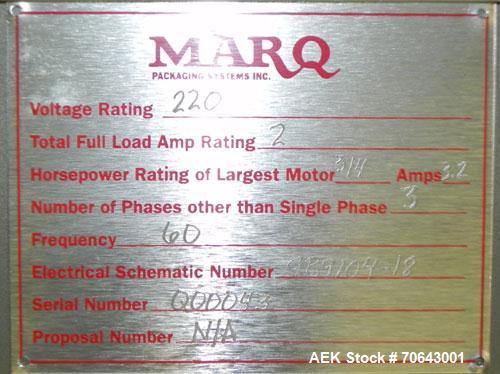 MARQ
PACKAGING SYSTEMS INC.
Voltage Rating 220
Total Full Load Amp Rating 2
Horsepower Rating of Largest Motor 3/4 Amps 3.2
Number of Phases other than Single Phase 3
Frequency 60
Electrical Schematic Number
Serial Number
Proposal Number N/A
AEK Stock # 70643001